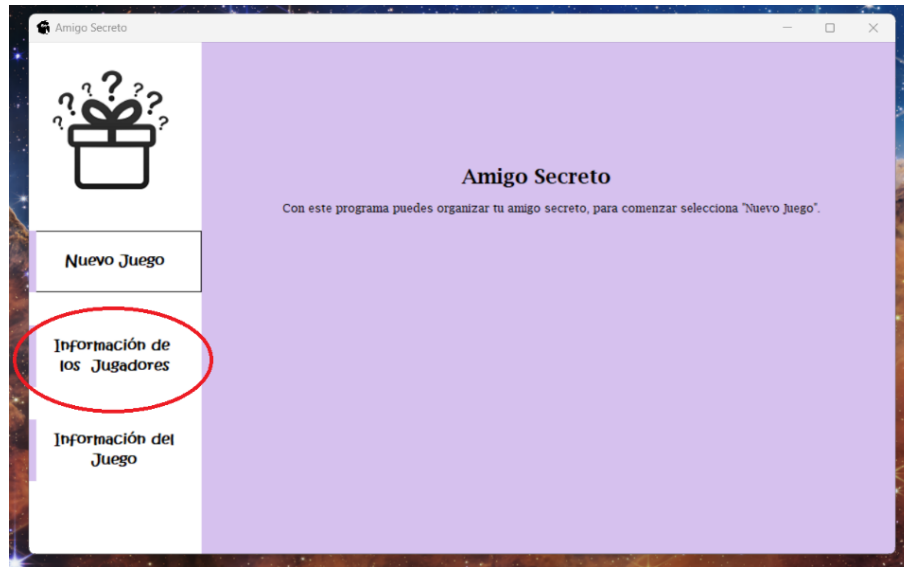 Amigo Secreto
Nuevo Juego
Información de
los Jugadores
Información del
Juego
Amigo Secreto
Con este programa puedes organizar tu amigo secreto, para comenzar selecciona "Nuevo Juego".